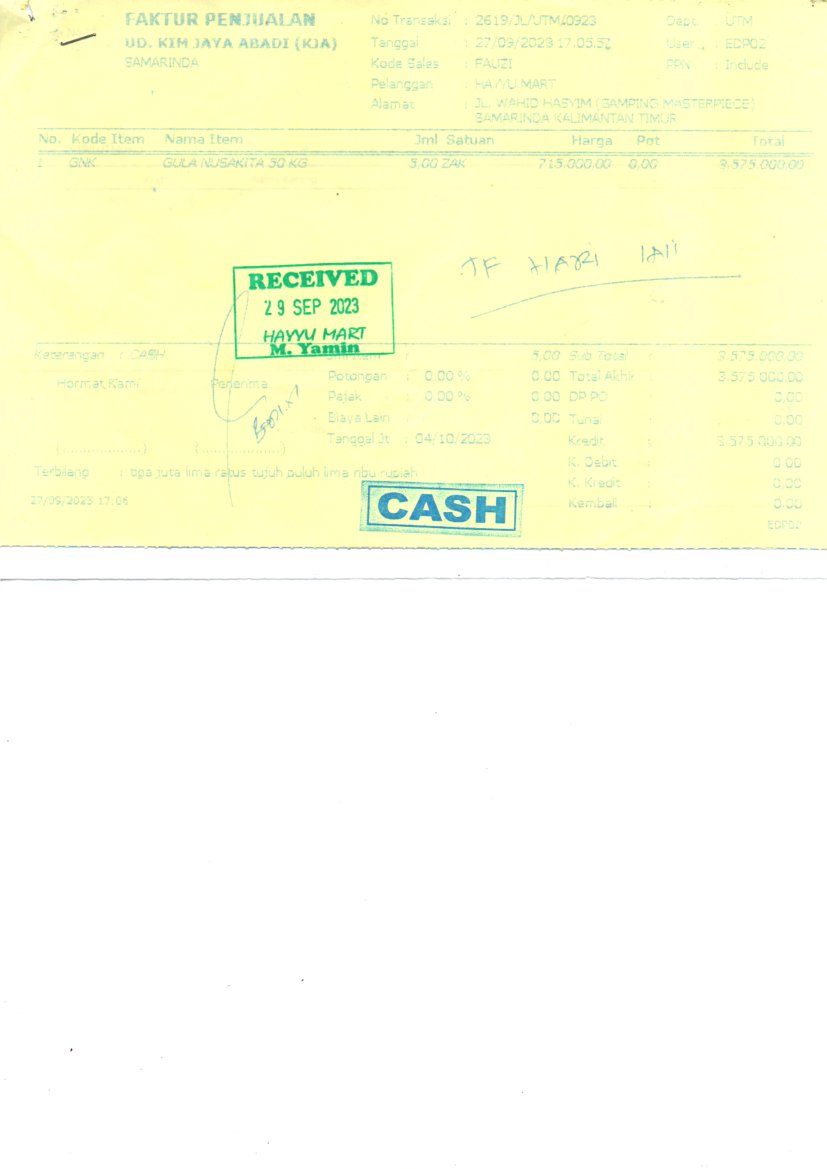 FAKTUR PENJUALAN
UD. KIM JAYA ABADI (KJA)
SAMARINDA
No Transaksi : 2619/JL/UTM/0923
Tanggal : 27/09/2023 17.05.52
Kode Sales : FAUZI
Pelanggan : HAYYU MART
Alamat : JL. WAHID HASYIM (SAMPING MASTERPIECE)
SAMARINDA KALIMANTAN TIMUR
Dept. : UTM
User : EDP02
PPN : Include
No. Kode Item Nama Item Jml Satuan Harga Pot Total
1 GNK GULA NUSAKITA 50 KG 5,00 ZAK 715.000,00 0,00 3.575.000,00
TF HARI INI
RECEIVED
29 SEP 2023
HAYYU MART
M. Yamin
Keterangan : CASH
Hormat Kami Penerima
(................) (................)
5,00
Potongan : 0,00 % 0,00
Pajak : 0,00 % 0,00
Biaya Lain : 0,00
Tanggal Jt : 04/10/2023
Sub Total : 3.575.000,00
Total Akhir 3.575.000,00
DP PO : 0,00
Tunai : 0,00
Kredit : 3.575.000,00
K. Debit : 0,00
K. Kredit : 0,00
Kembali : 0,00
Terbilang : tiga juta lima ratus tujuh puluh lima ribu rupiah
27/09/2023 17:06
CASH
EDP02